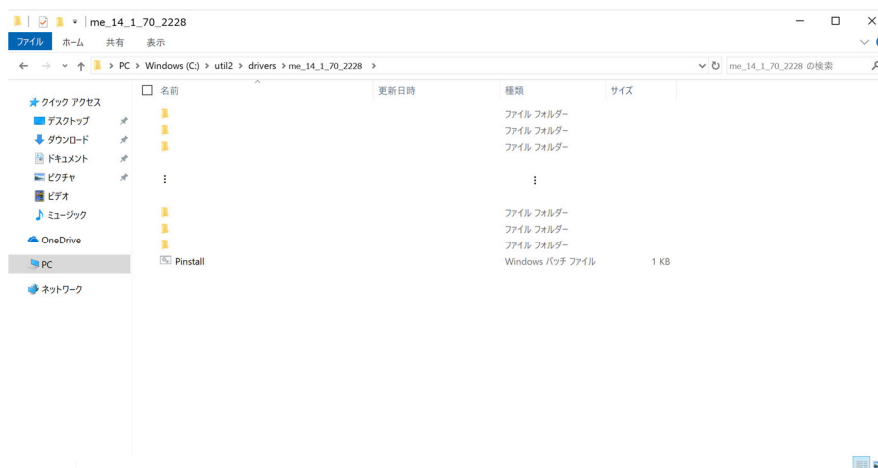 me_14_1_70_2228
ファイル ホーム 共有 表示
PC > Windows (C:) > util2 > drivers > me_14_1_70_2228 >
me_14_1_70_2228 の検索
名前 更新日時 種類 サイズ
クイック アクセス
デスクトップ
ダウンロード
ドキュメント
ピクチャ
ビデオ
ミュージック
OneDrive
PC
ネットワーク
ファイル フォルダー
ファイル フォルダー
ファイル フォルダー
⋮ ⋮
ファイル フォルダー
ファイル フォルダー
ファイル フォルダー
Pinstall Windows バッチ ファイル 1 KB